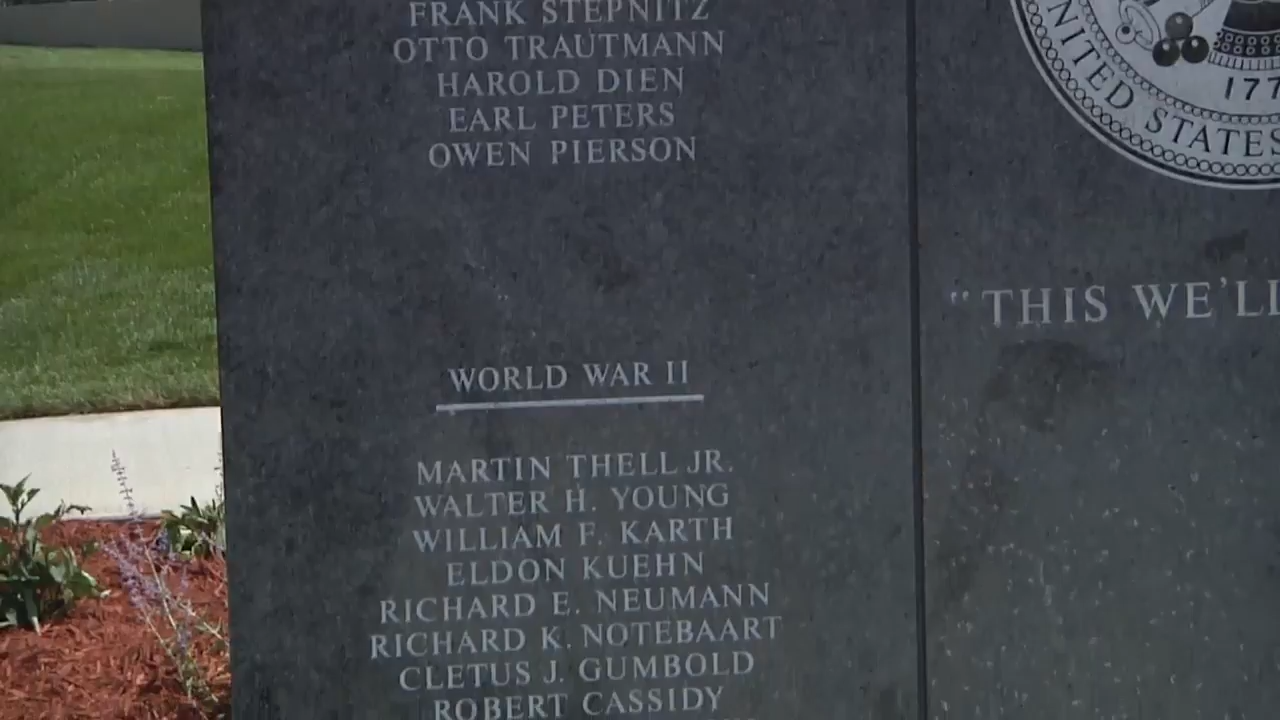 FRANK STEPNITZ
OTTO TRAUTMANN
HAROLD DIEN
EARL PETERS
OWEN PIERSON
WORLD WAR II
MARTIN THELL JR.
WALTER H. YOUNG
WILLIAM F. KARTH
ELDON KUEHN
RICHARD E. NEUMANN
RICHARD K. NOTEBAART
CLETUS J. GUMBOLD
ROBERT CASSIDY
UNITED STATES
177
"THIS WE'LL